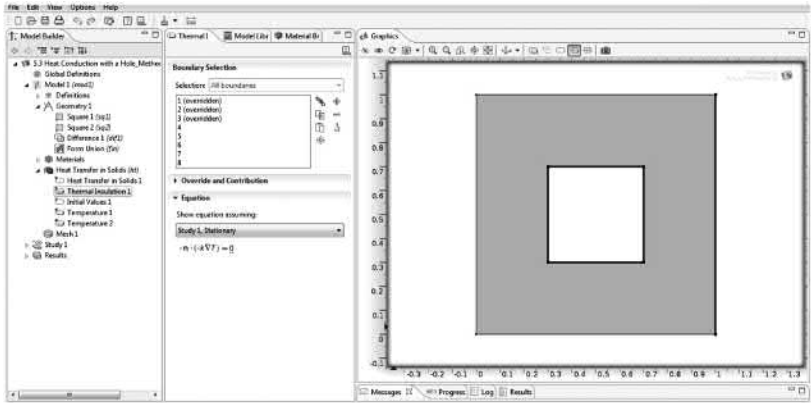 File Edit View Options Help
Model Builder
5.3 Heat Conduction with a Hole_Methe
Global Definitions
Model 1 (mod1)
Definitions
Geometry 1
Square 1 (sq1)
Square 2 (sq2)
Difference 1 (dif1)
Form Union (fin)
Materials
Heat Transfer in Solids (ht)
Heat Transfer in Solids 1
Thermal Insulation 1
Initial Values 1
Temperature 1
Temperature 2
Mesh 1
Study 1
Results
Thermal I Model Libr Material Br
Boundary Selection
Selection: All boundaries
1 (overridden)
2 (overridden)
3 (overridden)
4
5
6
7
8
Override and Contribution
Equation
Show equation assuming:
Study 1, Stationary
-n · (-k∇T) = 0
Graphics
1.1
1
0.9
0.8
0.7
0.6
0.5
0.4
0.3
0.2
0.1
0
-0.1
-0.3 -0.2 -0.1 0 0.1 0.2 0.3 0.4 0.5 0.6 0.7 0.8 0.9 1 1.1 1.2 1.3
Messages Progress Log Results